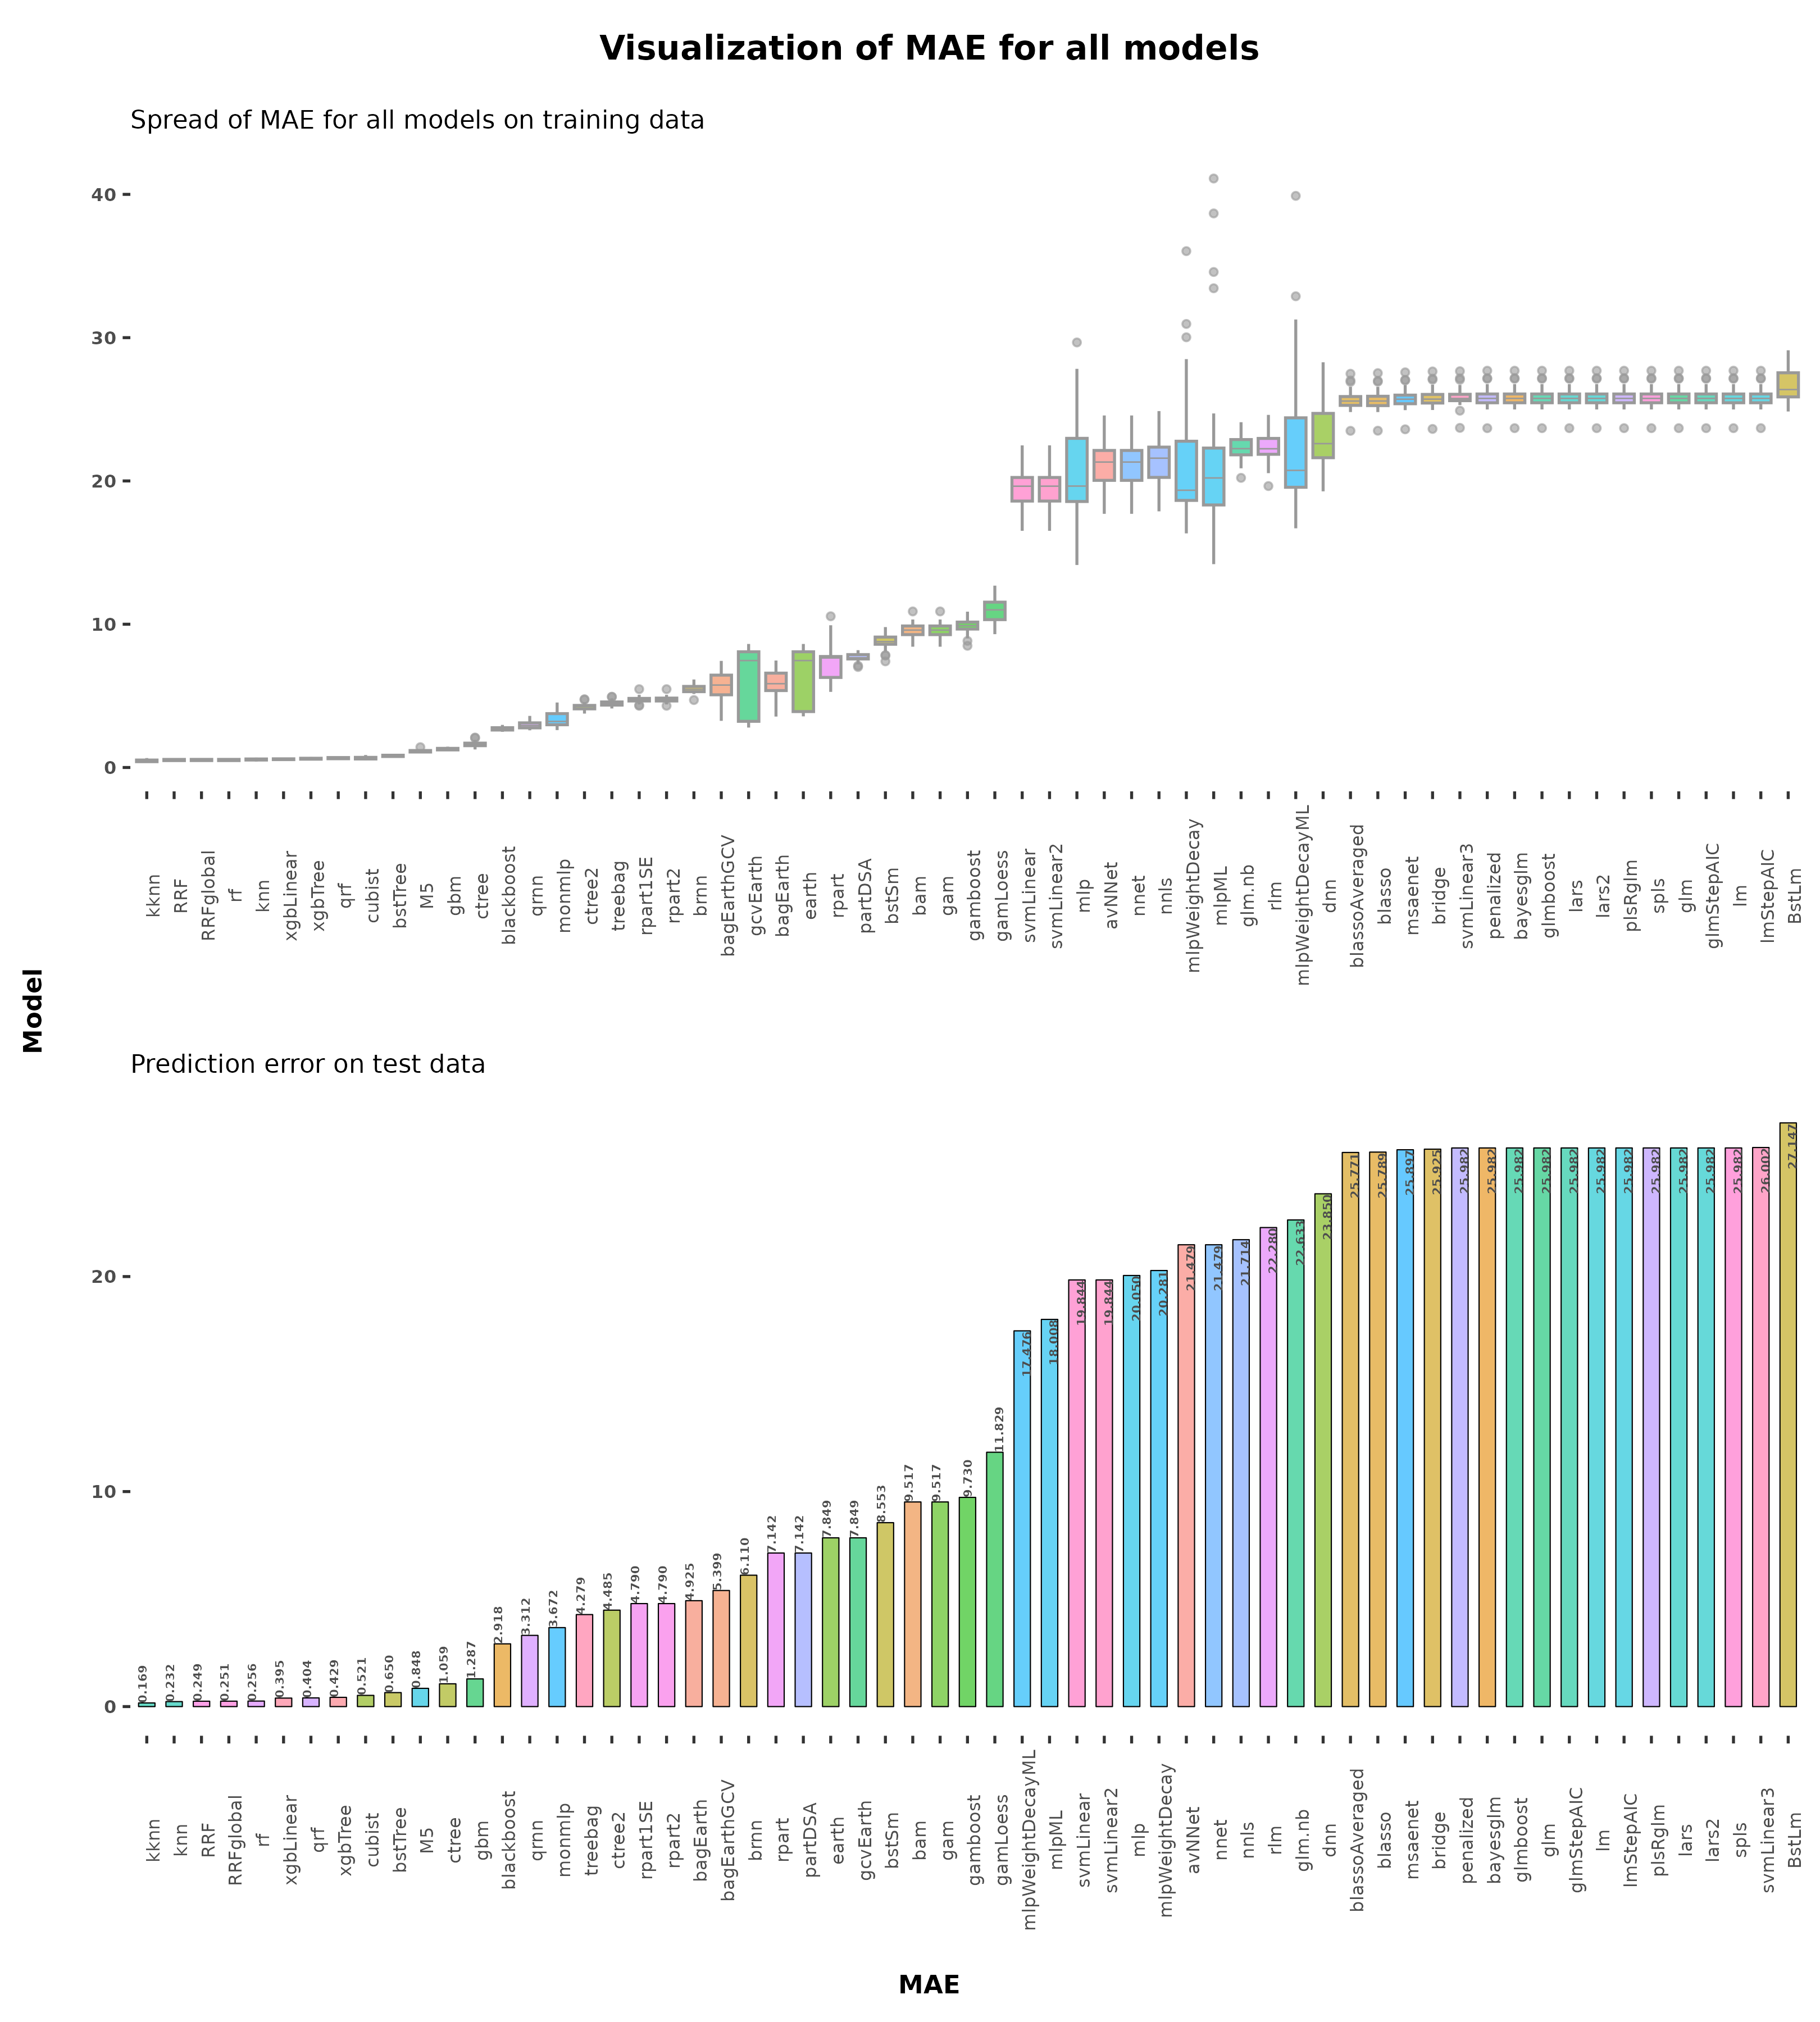 Visualization of MAE for all models
Spread of MAE for all models on training data
40
30
20
10
0
kknn
RRF
RRFglobal
rf
knn
xgbLinear
xgbTree
qrf
cubist
bstTree
M5
gbm
ctree
blackboost
qrnn
monmlp
ctree2
treebag
rpart1SE
rpart2
brnn
bagEarthGCV
gcvEarth
bagEarth
earth
rpart
partDSA
bstSm
bam
gam
gamboost
gamLoess
svmLinear
svmLinear2
mlp
avNNet
nnet
nnls
mlpWeightDecay
mlpML
glm.nb
rlm
mlpWeightDecayML
dnn
blassoAveraged
blasso
msaenet
bridge
svmLinear3
penalized
bayesglm
glmboost
lars
lars2
plsRglm
spls
glm
glmStepAIC
lm
lmStepAIC
BstLm
Model
Prediction error on test data
20
10
0
0.169
0.232
0.249
0.251
0.256
0.395
0.404
0.429
0.521
0.650
0.848
1.059
1.287
2.918
3.312
3.672
4.279
4.485
4.790
4.790
4.925
5.399
6.110
7.142
7.142
7.849
7.849
8.553
9.517
9.517
9.730
11.829
17.476
18.008
19.844
19.844
20.050
20.281
21.479
21.479
21.714
22.280
22.633
23.850
25.771
25.789
25.897
25.925
25.982
25.982
25.982
25.982
25.982
25.982
25.982
25.982
25.982
25.982
25.982
26.002
27.147
kknn
knn
RRF
RRFglobal
rf
xgbLinear
qrf
xgbTree
cubist
bstTree
M5
ctree
gbm
blackboost
qrnn
monmlp
treebag
ctree2
rpart1SE
rpart2
bagEarth
bagEarthGCV
brnn
rpart
partDSA
earth
gcvEarth
bstSm
bam
gam
gamboost
gamLoess
mlpWeightDecayML
mlpML
svmLinear
svmLinear2
mlp
mlpWeightDecay
avNNet
nnet
nnls
rlm
glm.nb
dnn
blassoAveraged
blasso
msaenet
bridge
penalized
bayesglm
glmboost
glm
glmStepAIC
lm
lmStepAIC
plsRglm
lars
lars2
spls
svmLinear3
BstLm
MAE